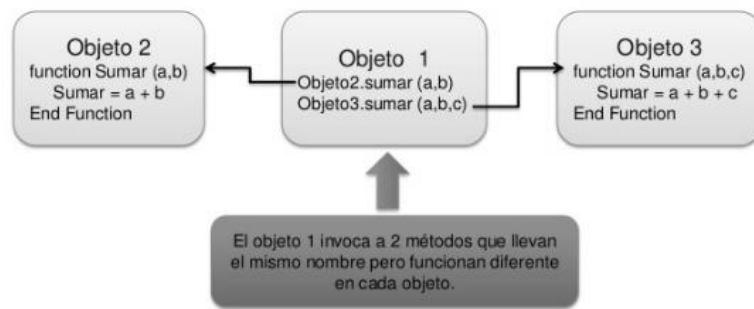 Objeto 2
function Sumar (a,b)
Sumar = a + b
End Function
Objeto 1
Objeto2.sumar (a,b)
Objeto3.sumar (a,b,c)
Objeto 3
function Sumar (a,b,c)
Sumar = a + b + c
End Function
El objeto 1 invoca a 2 métodos que llevan
el mismo nombre pero funcionan diferente
en cada objeto.